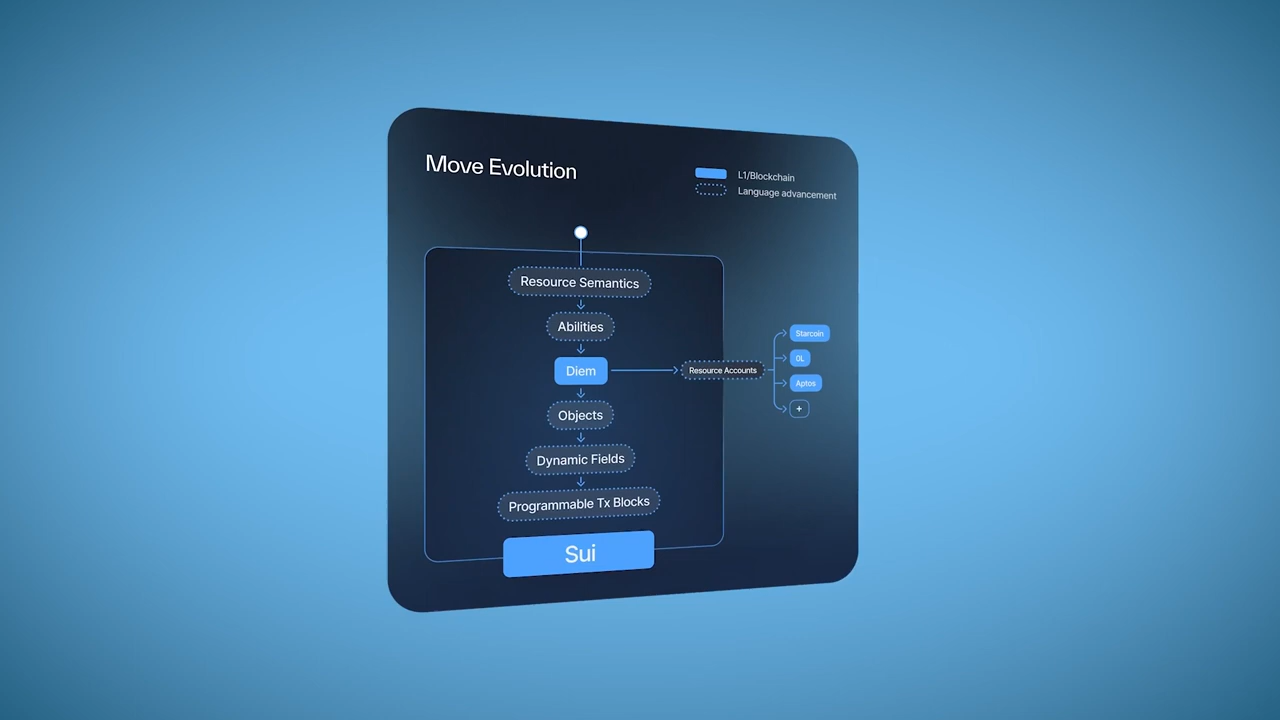 Move Evolution
L1/Blockchain
Language advancement
Resource Semantics
Abilities
Diem
Resource Accounts
Starcoin
0L
Aptos
+
Objects
Dynamic Fields
Programmable Tx Blocks
Sui